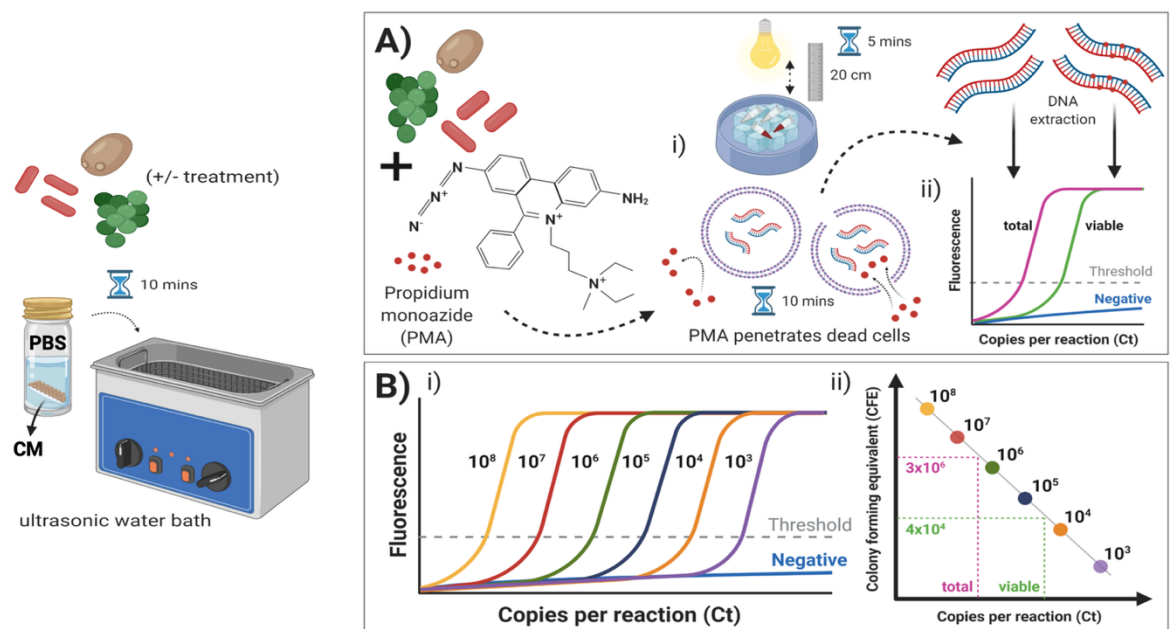 (+/- treatment)
10 mins
PBS
CM
ultrasonic water bath
A)
+
N
N⁺
N⁻
NH₂
N⁺
N⁺
Propidium
monoazide
(PMA)
i)
5 mins
20 cm
10 mins
PMA penetrates dead cells
DNA
extraction
ii)
Fluorescence
total
viable
Threshold
Negative
Copies per reaction (Ct)
B)
i)
Fluorescence
10⁸
10⁷
10⁶
10⁵
10⁴
10³
Threshold
Negative
Copies per reaction (Ct)
ii)
Colony forming equivalent (CFE)
10⁸
10⁷
10⁶
10⁵
10⁴
10³
3x10⁶
4x10⁴
total
viable
Copies per reaction (Ct)